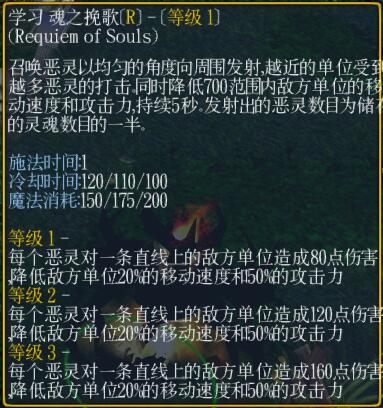 学习 魂之挽歌[R] - [等级 1]
(Requiem of Souls)
召唤恶灵以均匀的角度向周围发射,越近的单位受到
越多恶灵的打击.同时降低700范围内敌方单位的移
动速度和攻击力,持续5秒。发射出的恶灵数目为储存
的灵魂数目的一半。
施法时间:1
冷却时间:120/110/100
魔法消耗:150/175/200
等级 1 -
每个恶灵对一条直线上的敌方单位造成80点伤害
,降低敌方单位20%的移动速度和50%的攻击力
等级 2 -
每个恶灵对一条直线上的敌方单位造成120点伤害
,降低敌方单位20%的移动速度和50%的攻击力
等级 3 -
每个恶灵对一条直线上的敌方单位造成160点伤害
,降低敌方单位20%的移动速度和50%的攻击力